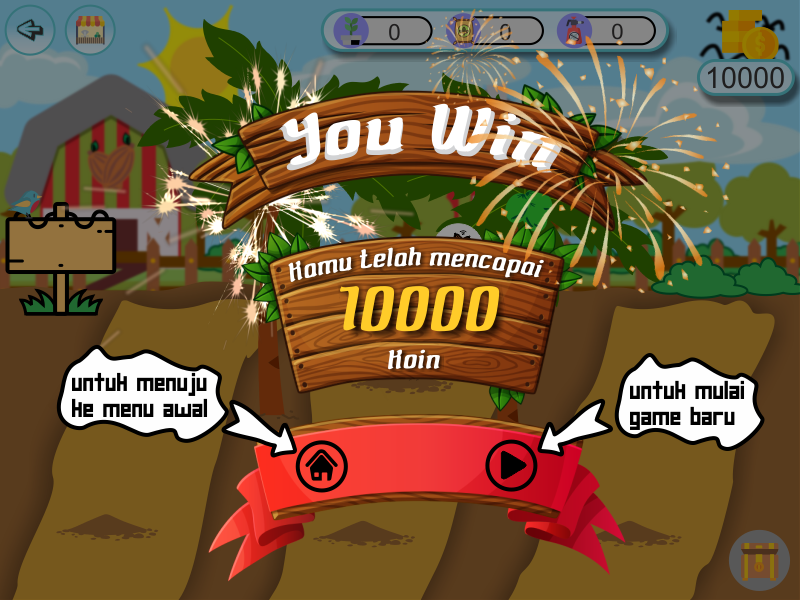 0
0
0
10000
You Win
Kamu telah mencapai
10000
Koin
untuk menuju
ke menu awal
untuk mulai
game baru